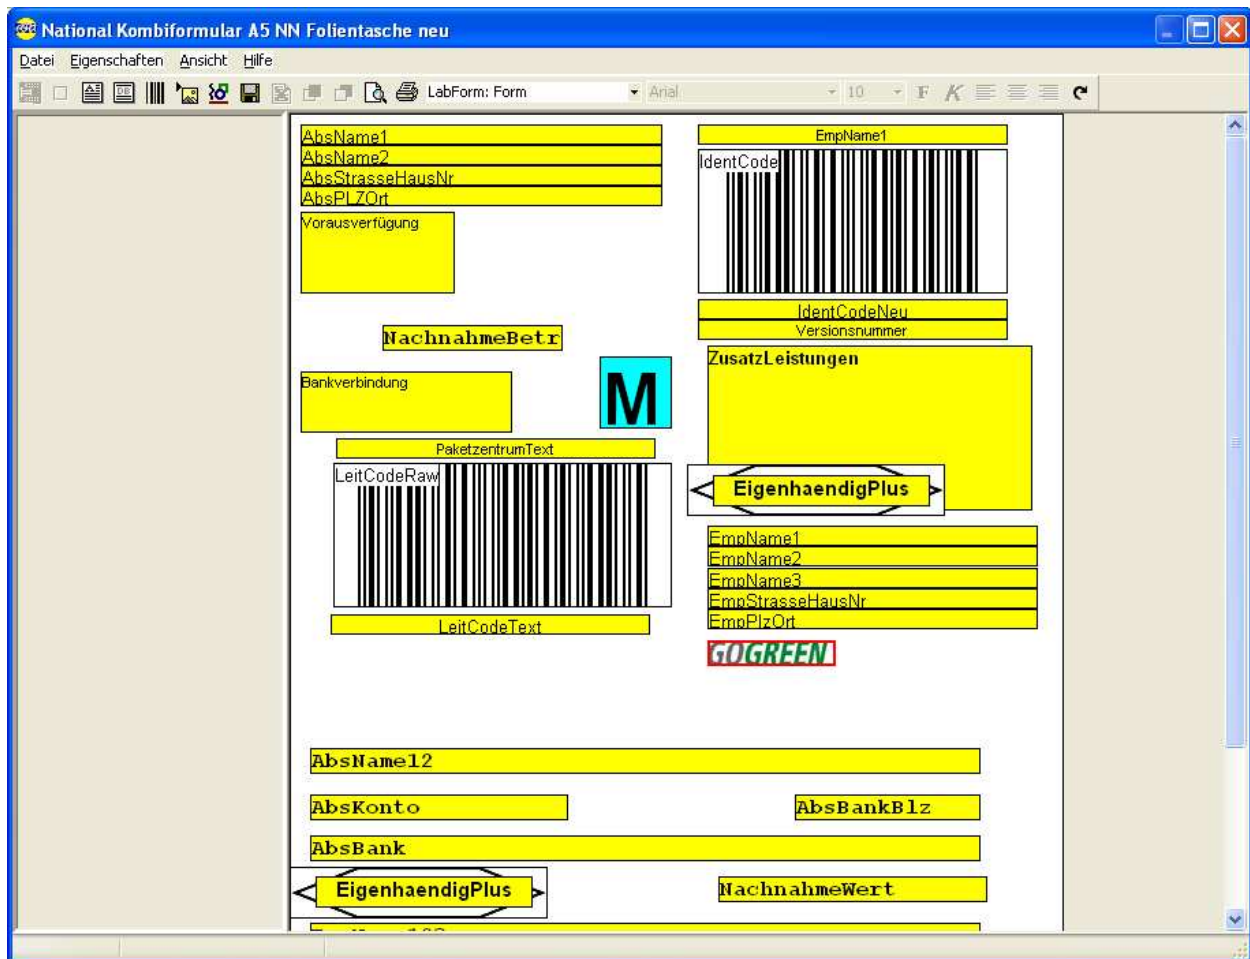 National Kombiformular A5 NN Folientasche neu
Datei Eigenschaften Ansicht Hilfe
LabForm: Form Arial 10 F K
AbsName1
AbsName2
AbsStrasseHausNr
AbsPLZOrt
Vorausverfügung
NachnahmeBetr
Bankverbindung
M
PaketzentrumText
LeitCodeRaw
LeitCodeText
EmpName1
IdentCode
IdentCodeNeu
Versionsnummer
ZusatzLeistungen
EigenhaendigPlus
EmpName1
EmpName2
EmpName3
EmpStrasseHausNr
EmpPlzOrt
GOGREEN
AbsName12
AbsKonto AbsBankBlz
AbsBank
EigenhaendigPlus NachnahmeWert